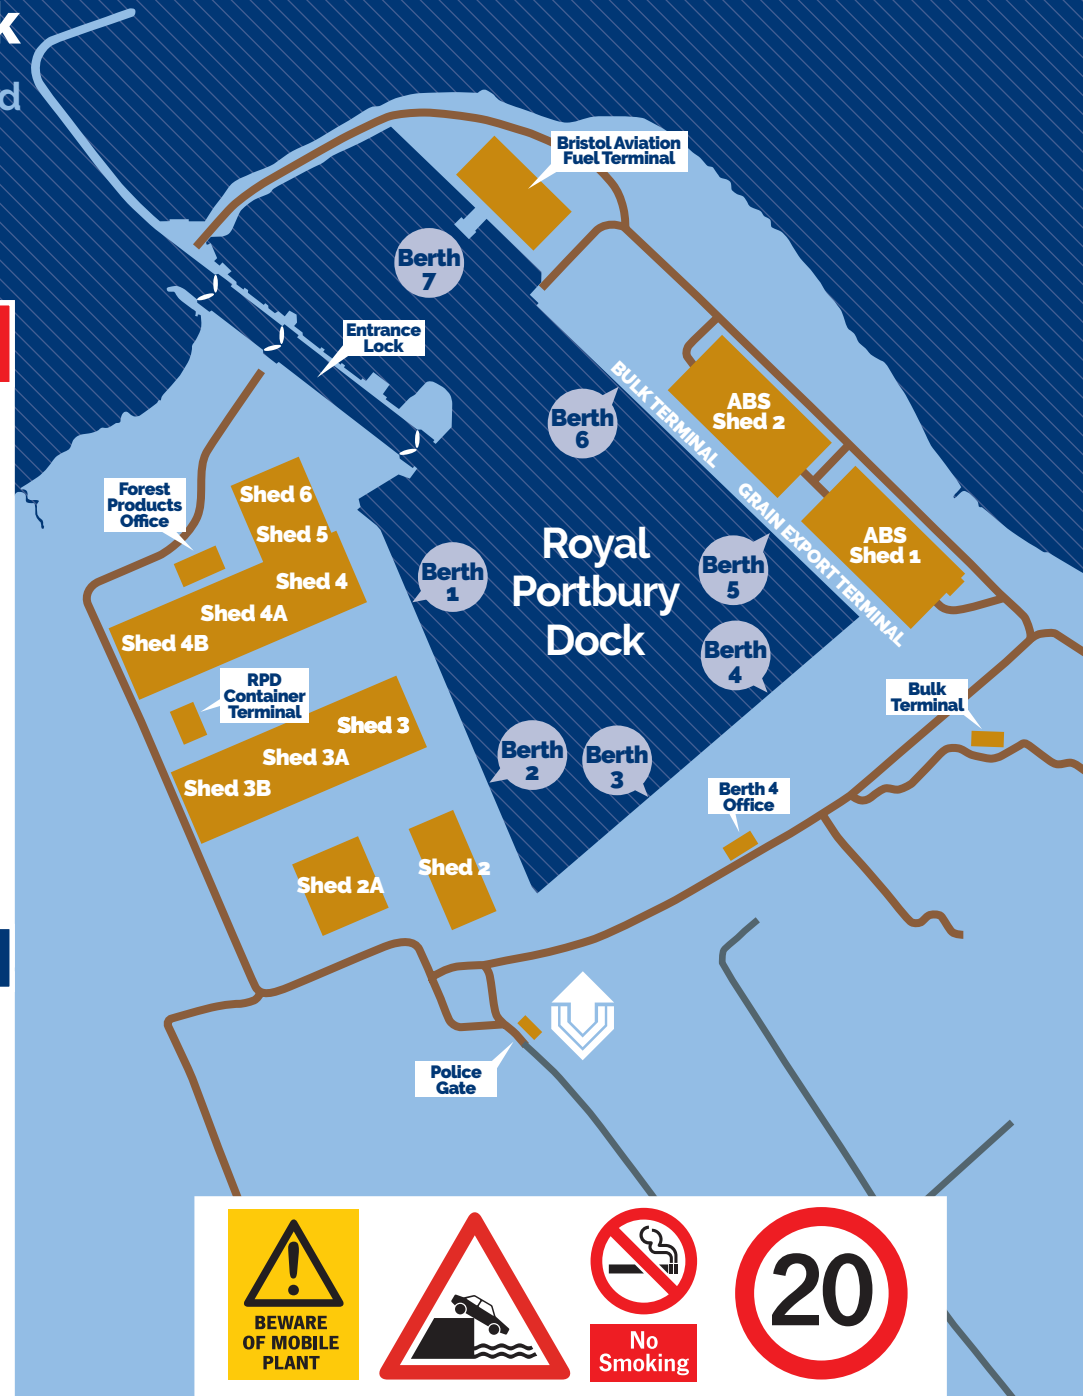 k
d
Bristol Aviation
Fuel Terminal
Berth
7
Entrance
Lock
BULK TERMINAL
ABS
Shed 2
Berth
6
GRAIN EXPORT TERMINAL
ABS
Shed 1
Forest
Products
Office
Shed 6
Shed 5
Shed 4
Shed 4A
Shed 4B
Berth
1
Royal
Portbury
Dock
Berth
5
Berth
4
RPD
Container
Terminal
Shed 3
Shed 3A
Shed 3B
Bulk
Terminal
Berth
2
Berth
3
Berth 4
Office
Shed 2
Shed 2A
Police
Gate
BEWARE
OF MOBILE
PLANT
No
Smoking
20